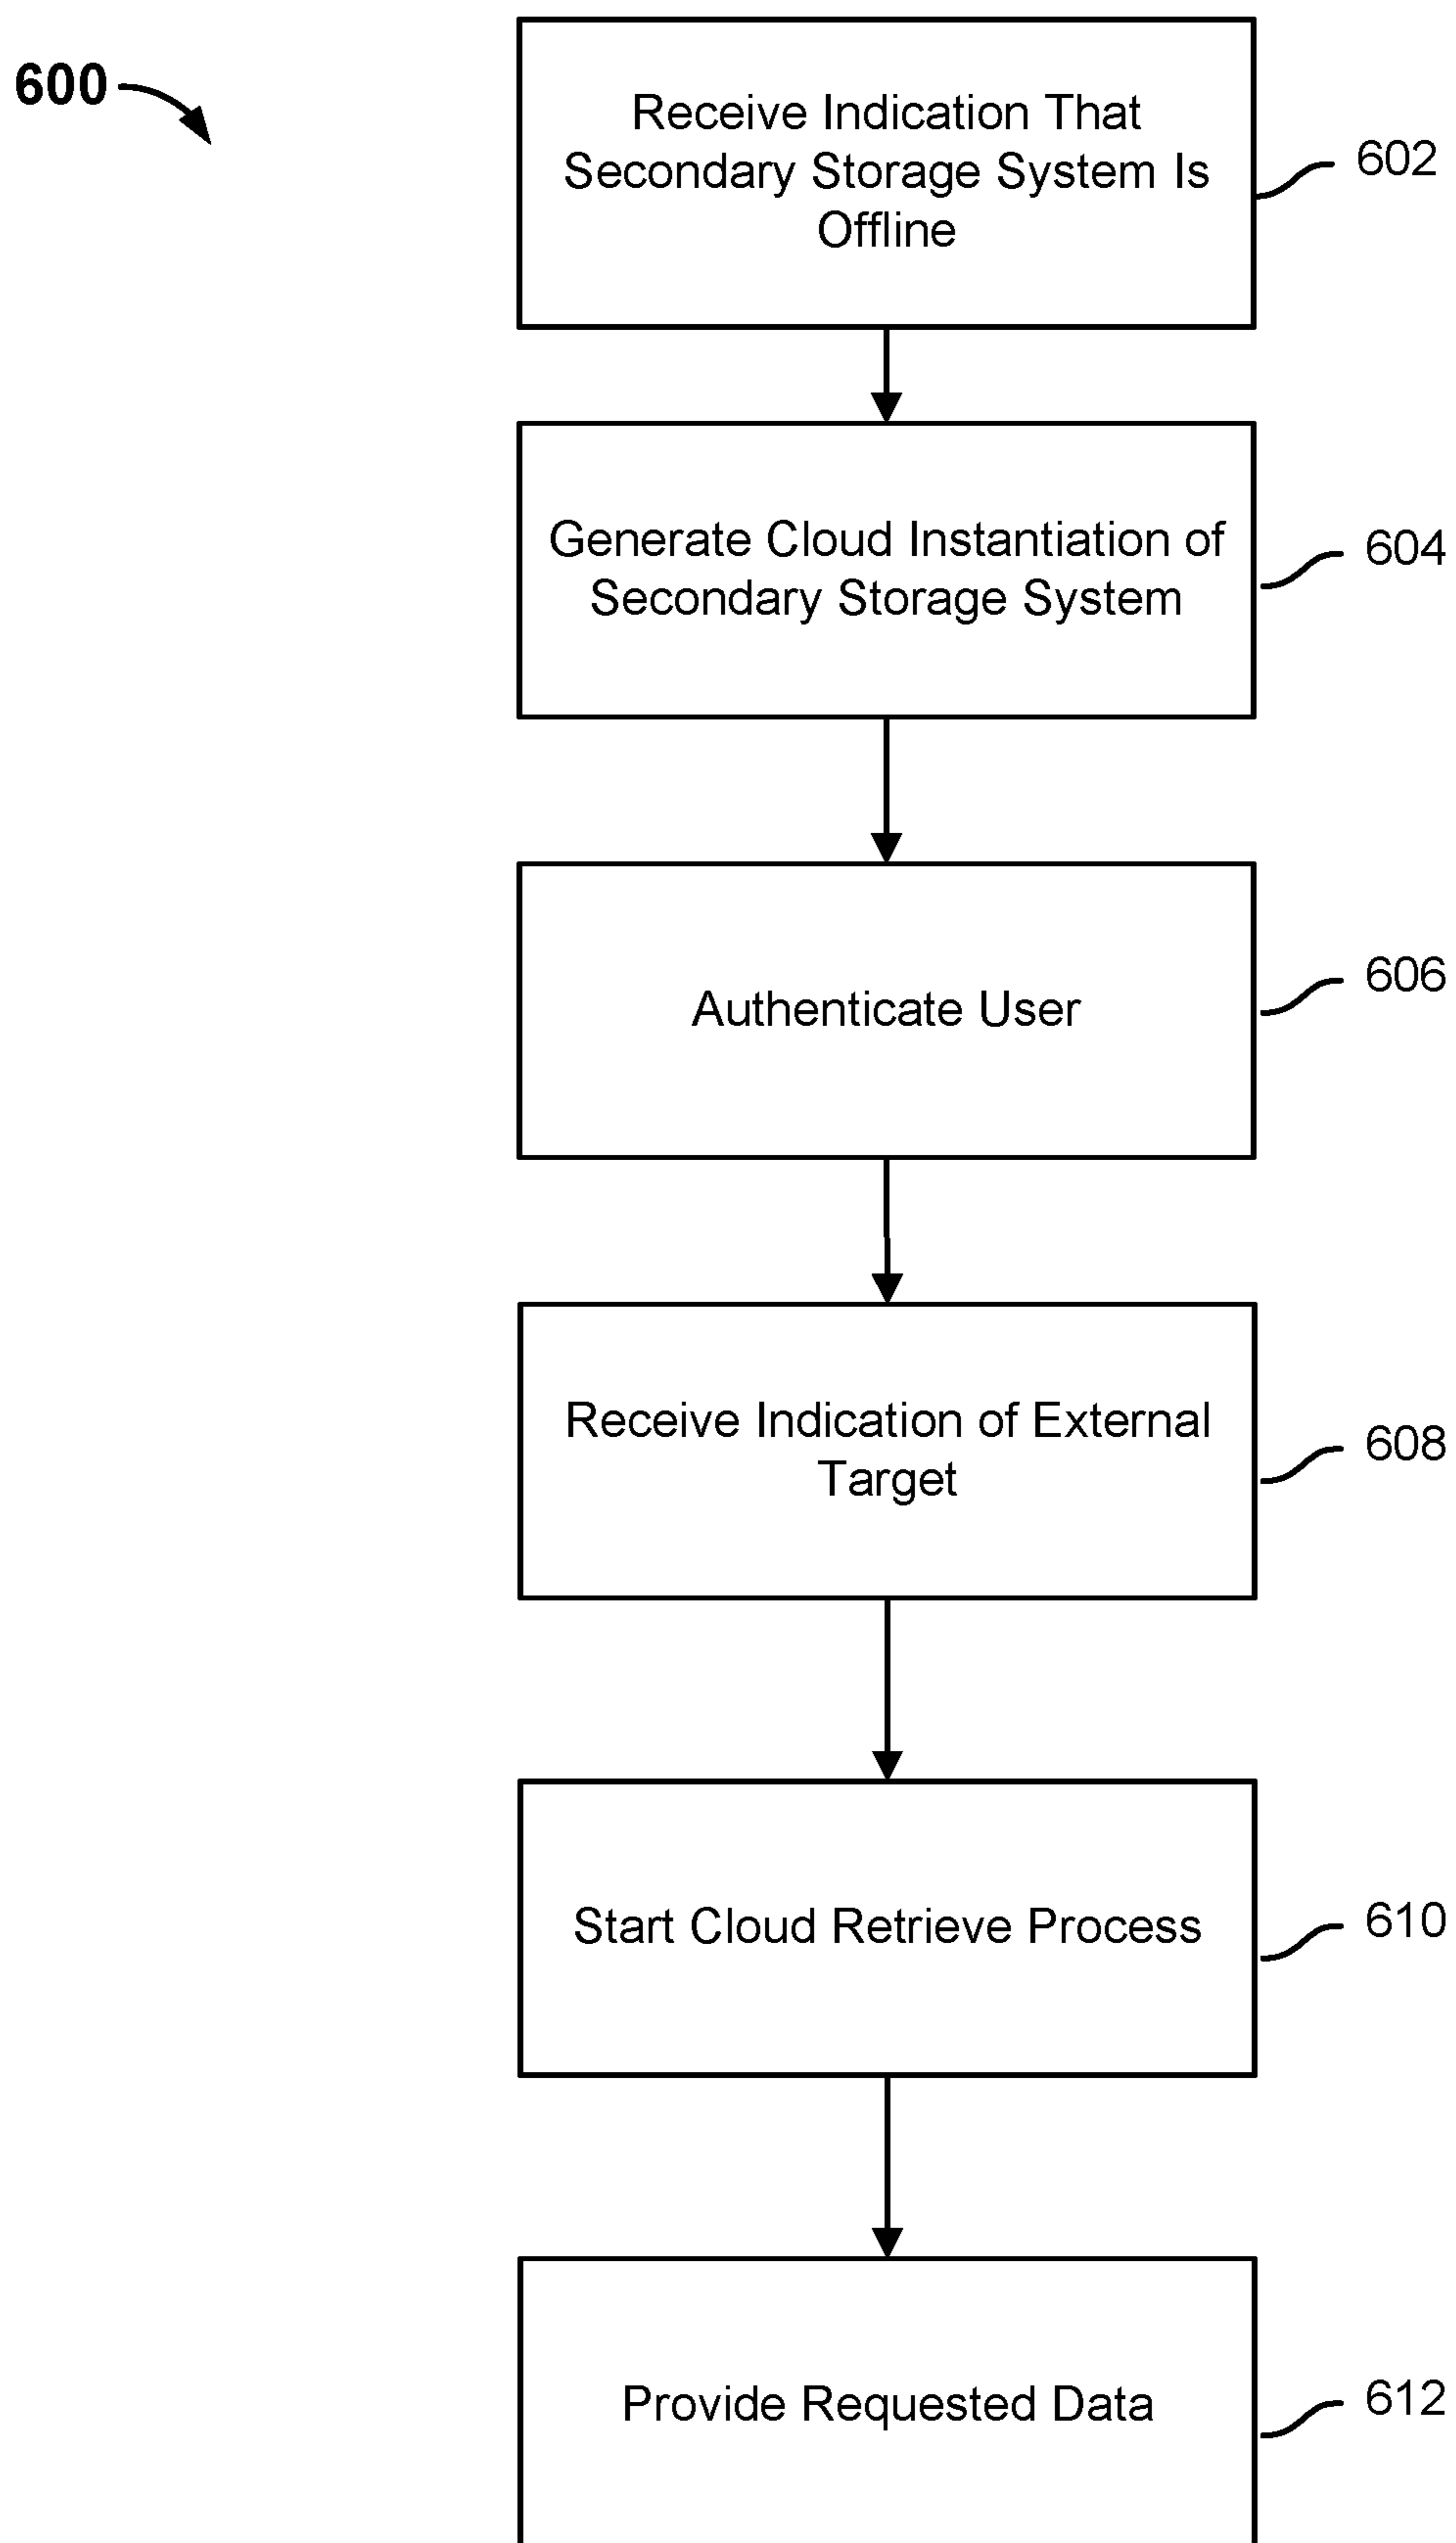 600
Receive Indication That
Secondary Storage System Is
Offline
602
Generate Cloud Instantiation of
Secondary Storage System
604
Authenticate User
606
Receive Indication of External
Target
608
Start Cloud Retrieve Process
610
Provide Requested Data
612